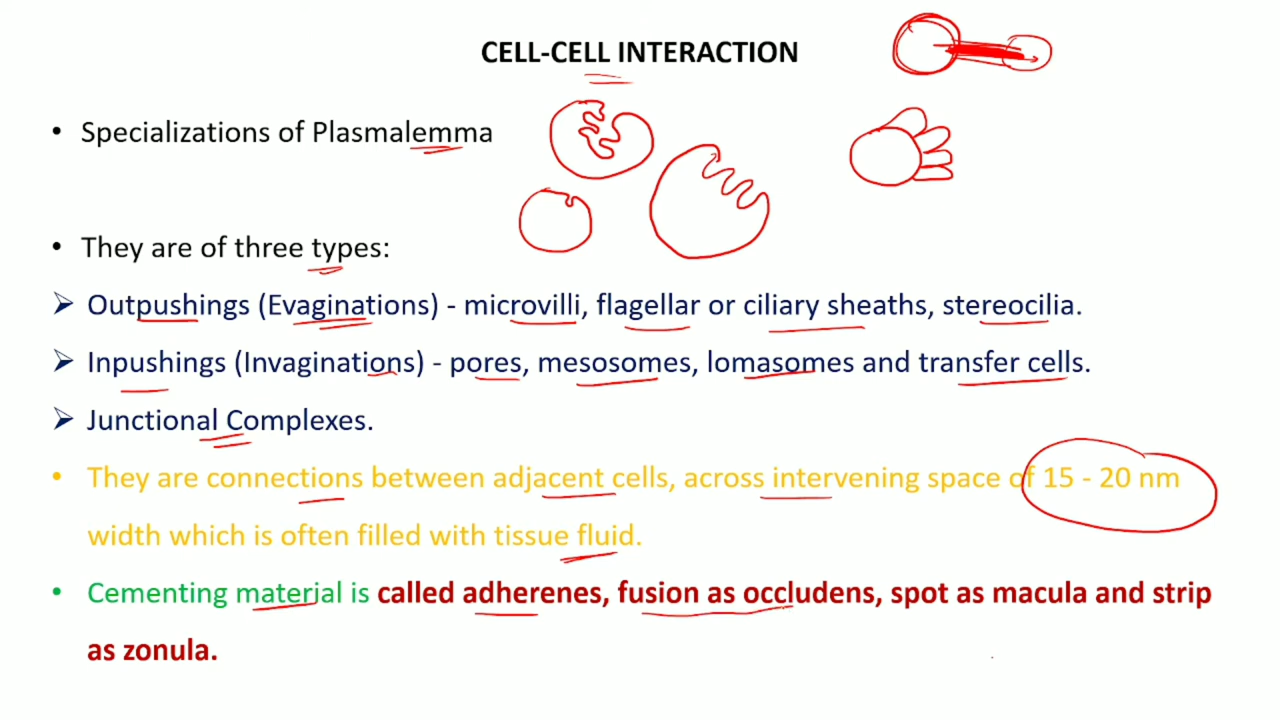 CELL-CELL INTERACTION
• Specializations of Plasmalemma
• They are of three types:
➢ Outpushings (Evaginations) - microvilli, flagellar or ciliary sheaths, stereocilia.
➢ Inpushings (Invaginations) - pores, mesosomes, lomasomes and transfer cells.
➢ Junctional Complexes.
• They are connections between adjacent cells, across intervening space of 15 - 20 nm
width which is often filled with tissue fluid.
• Cementing material is called adherenes, fusion as occludens, spot as macula and strip
as zonula.